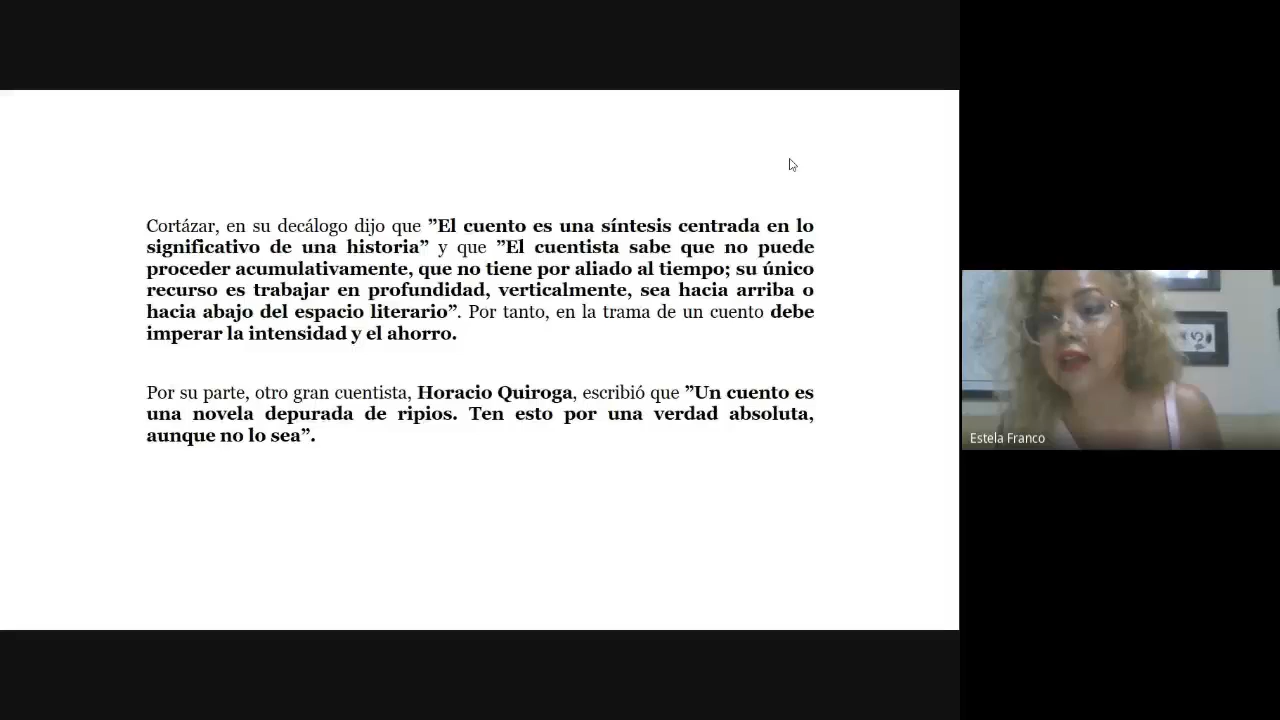 Cortázar, en su decálogo dijo que ”El cuento es una síntesis centrada en lo
significativo de una historia” y que ”El cuentista sabe que no puede
proceder acumulativamente, que no tiene por aliado al tiempo; su único
recurso es trabajar en profundidad, verticalmente, sea hacia arriba o
hacia abajo del espacio literario”. Por tanto, en la trama de un cuento debe
imperar la intensidad y el ahorro.
Por su parte, otro gran cuentista, Horacio Quiroga, escribió que ”Un cuento es
una novela depurada de ripios. Ten esto por una verdad absoluta,
aunque no lo sea”.
Estela Franco